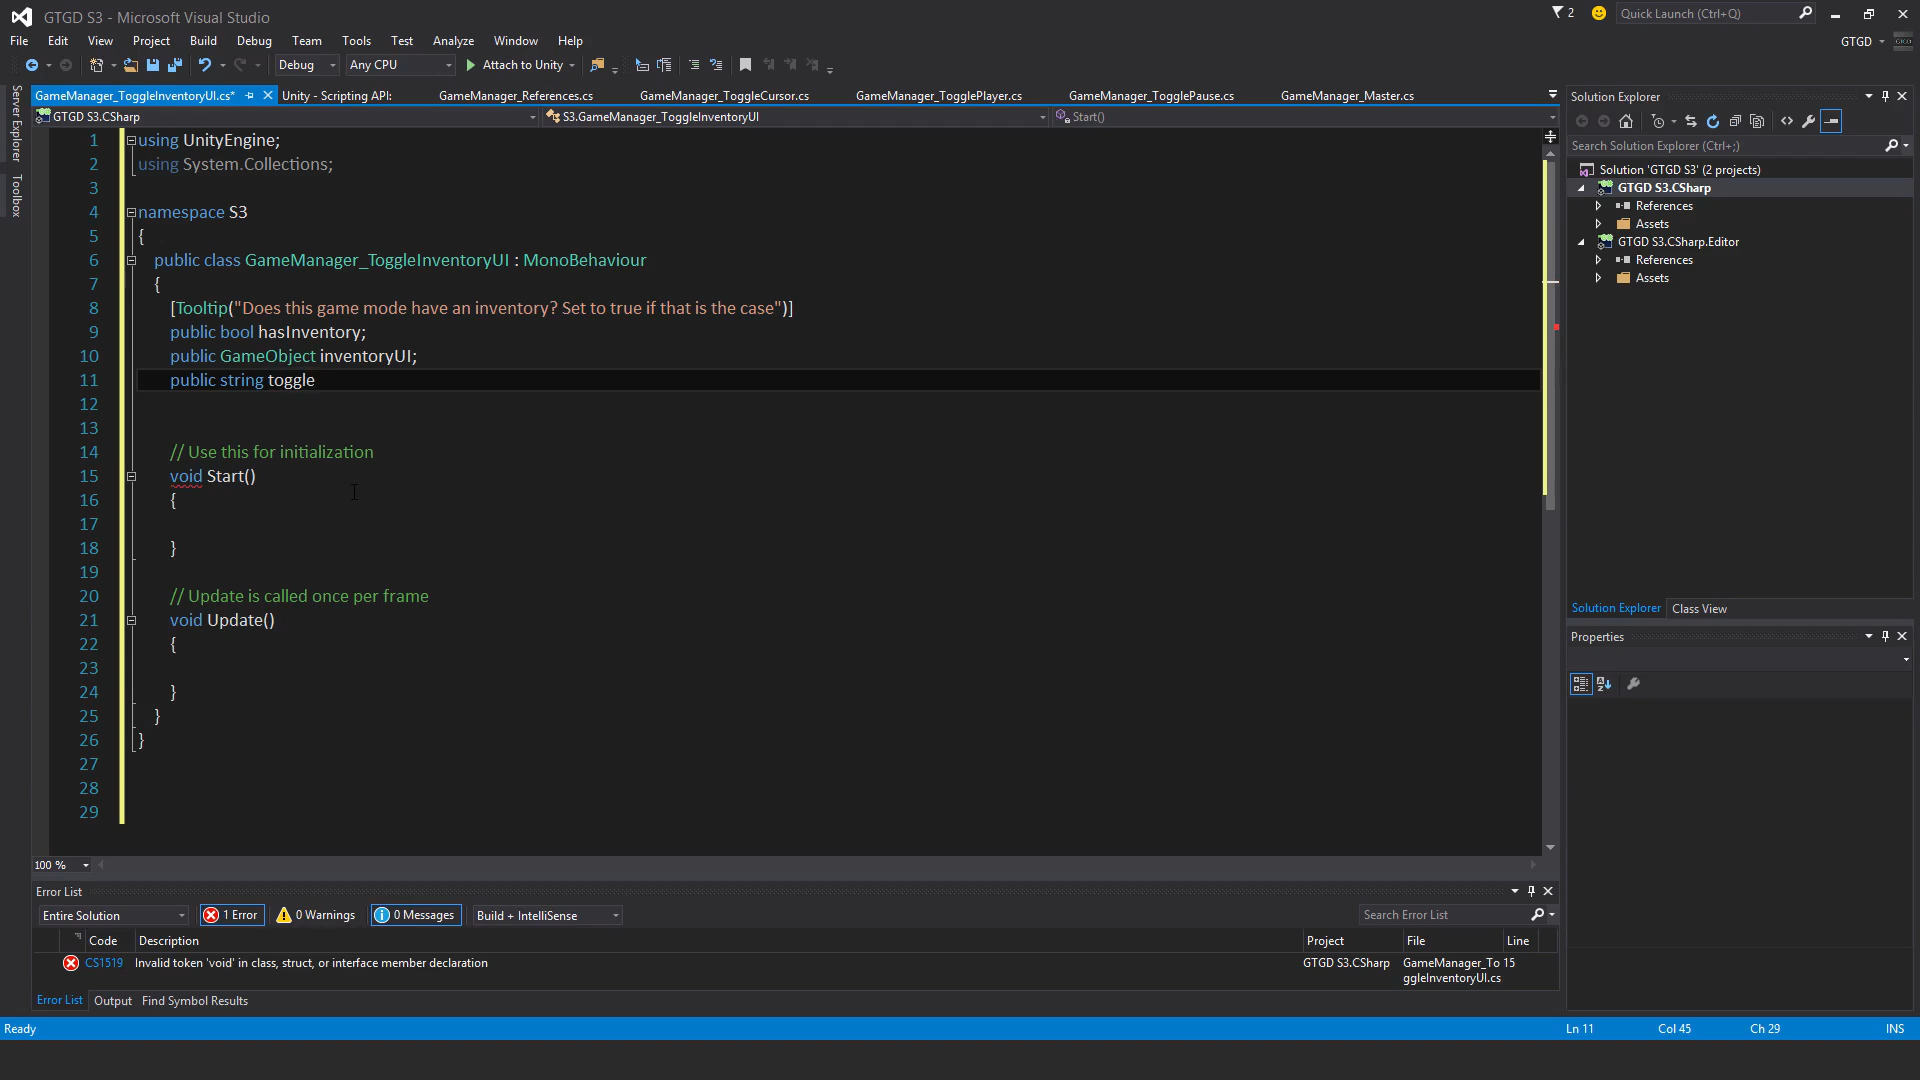 GTGD S3 - Microsoft Visual Studio
2
Quick Launch (Ctrl+Q)
File Edit View Project Build Debug Team Tools Test Analyze Window Help
GTGD
Debug Any CPU Attach to Unity
Server Explorer
Toolbox
GameManager_ToggleInventoryUI.cs* Unity - Scripting API: GameManager_References.cs GameManager_ToggleCursor.cs GameManager_TogglePlayer.cs GameManager_TogglePause.cs GameManager_Master.cs
GTGD S3.CSharp S3.GameManager_ToggleInventoryUI Start()
1 using UnityEngine;
2 using System.Collections;
3
4 namespace S3
5 {
6 public class GameManager_ToggleInventoryUI : MonoBehaviour
7 {
8 [Tooltip("Does this game mode have an inventory? Set to true if that is the case")]
9 public bool hasInventory;
10 public GameObject inventoryUI;
11 public string toggle
12
13
14 // Use this for initialization
15 void Start()
16 {
17
18 }
19
20 // Update is called once per frame
21 void Update()
22 {
23
24 }
25 }
26 }
27
28
29
100 %
Solution Explorer
Search Solution Explorer (Ctrl+;)
Solution 'GTGD S3' (2 projects)
GTGD S3.CSharp
References
Assets
GTGD S3.CSharp.Editor
References
Assets
Solution Explorer Class View
Properties
Error List
Entire Solution 1 Error 0 Warnings 0 Messages Build + IntelliSense Search Error List
Code Description Project File Line
CS1519 Invalid token 'void' in class, struct, or interface member declaration GTGD S3.CSharp GameManager_To 15
ggleInventoryUI.cs
Error List Output Find Symbol Results
Ready Ln 11 Col 45 Ch 29 INS